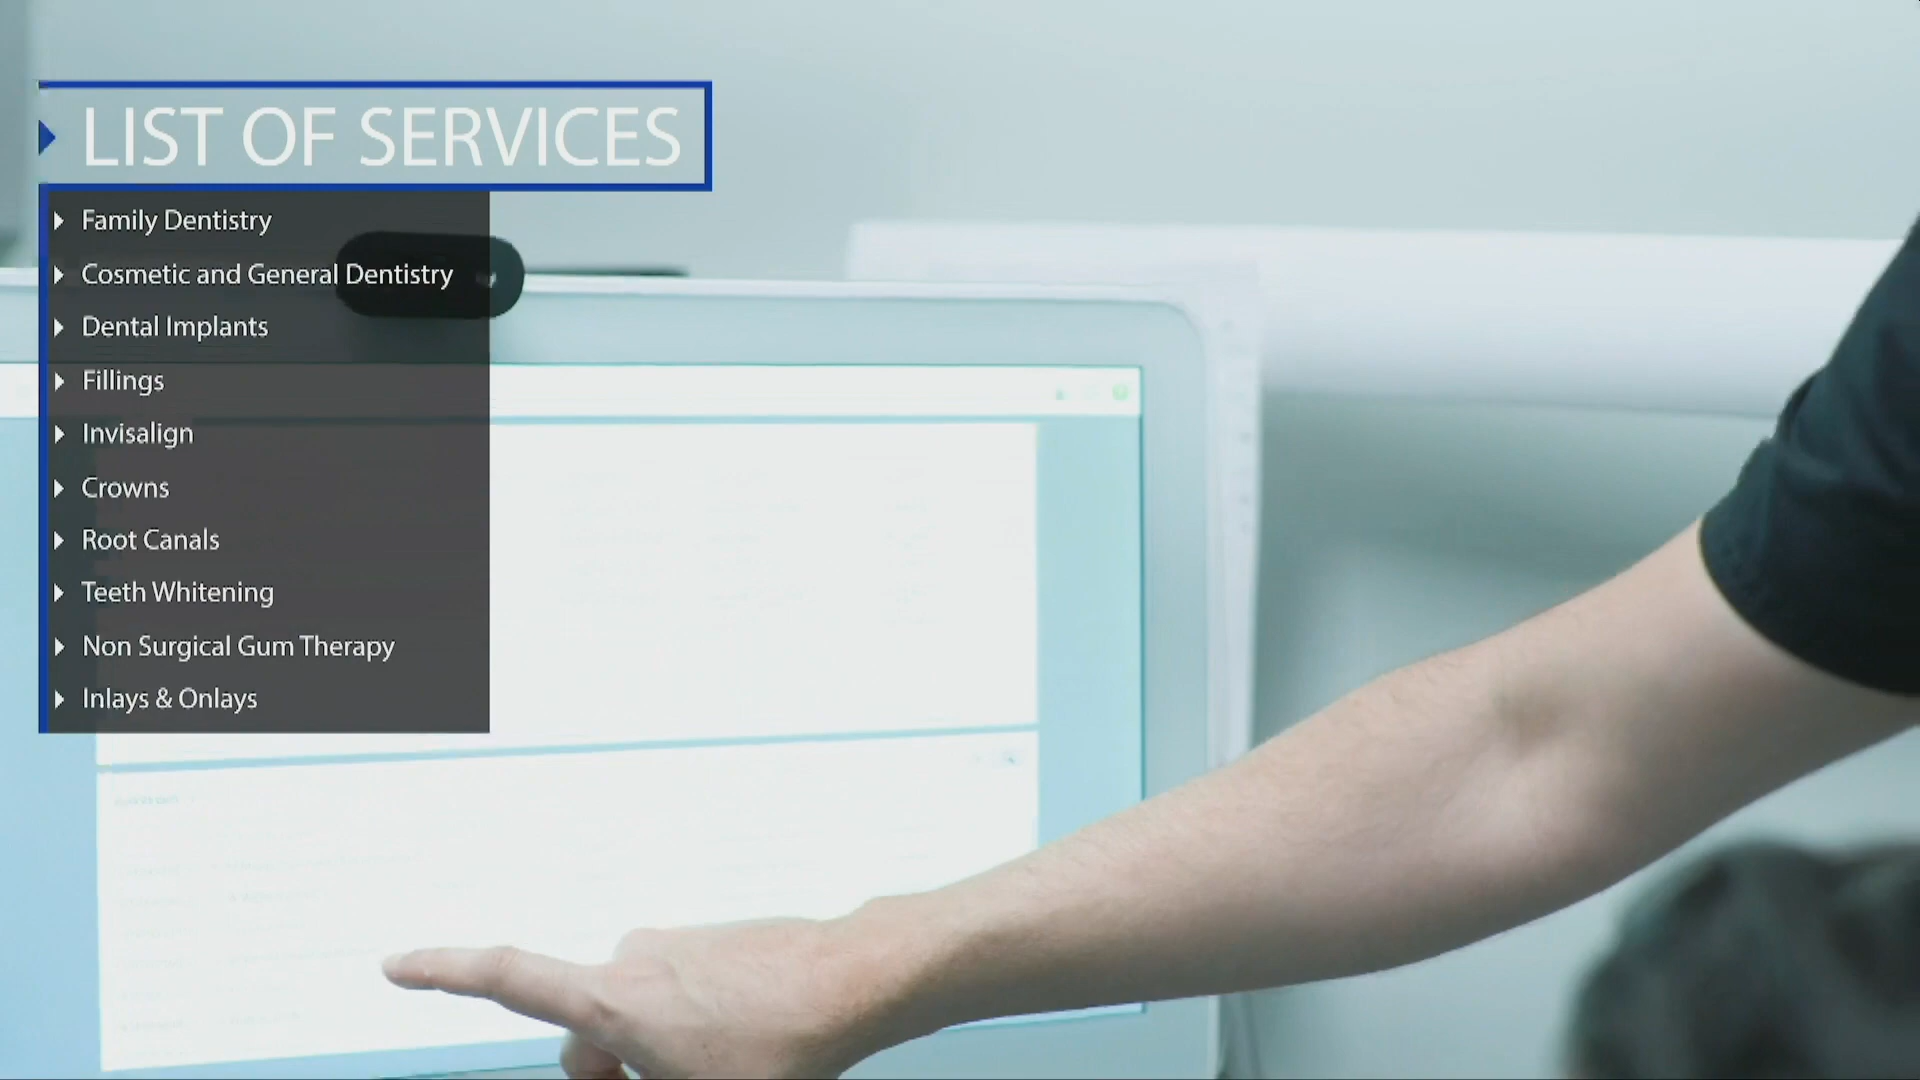 LIST OF SERVICES
Family Dentistry
Cosmetic and General Dentistry
Dental Implants
Fillings
Invisalign
Crowns
Root Canals
Teeth Whitening
Non Surgical Gum Therapy
Inlays & Onlays